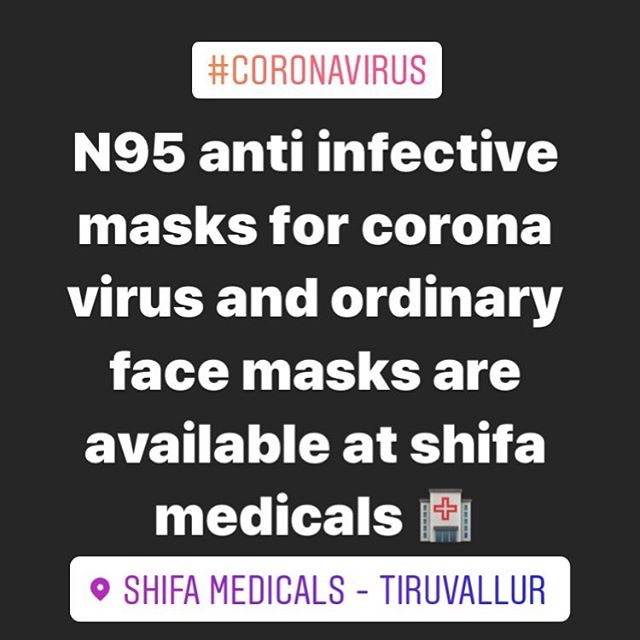 #CORONAVIRUS
N95 anti infective
masks for corona
virus and ordinary
face masks are
available at shifa
medicals
SHIFA MEDICALS - TIRUVALLUR